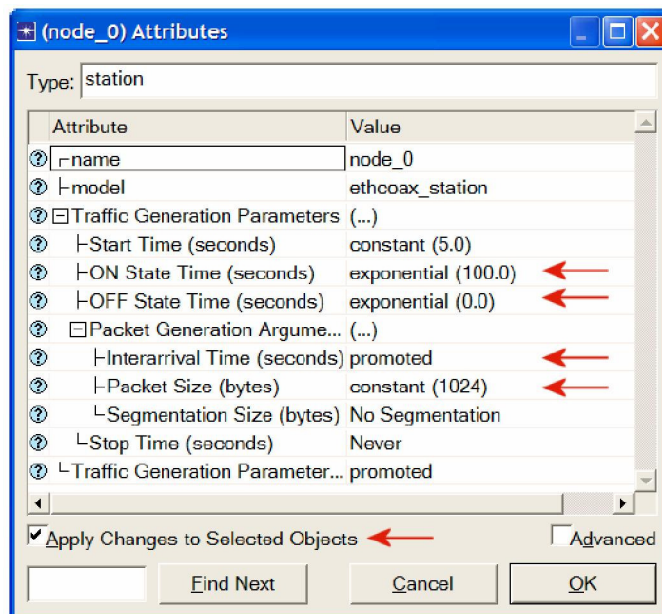 (node_0) Attributes
Type: station
Attribute Value
name node_0
model ethcoax_station
Traffic Generation Parameters (...)
Start Time (seconds) constant (5.0)
ON State Time (seconds) exponential (100.0)
OFF State Time (seconds) exponential (0.0)
Packet Generation Argume... (...)
Interarrival Time (seconds) promoted
Packet Size (bytes) constant (1024)
Segmentation Size (bytes) No Segmentation
Stop Time (seconds) Never
Traffic Generation Parameter... promoted
Apply Changes to Selected Objects Advanced
Find Next Cancel OK